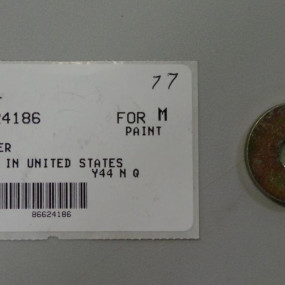 77
24186 FOR M
PAINT
ER
IN UNITED STATES
Y44 N Q
86624186